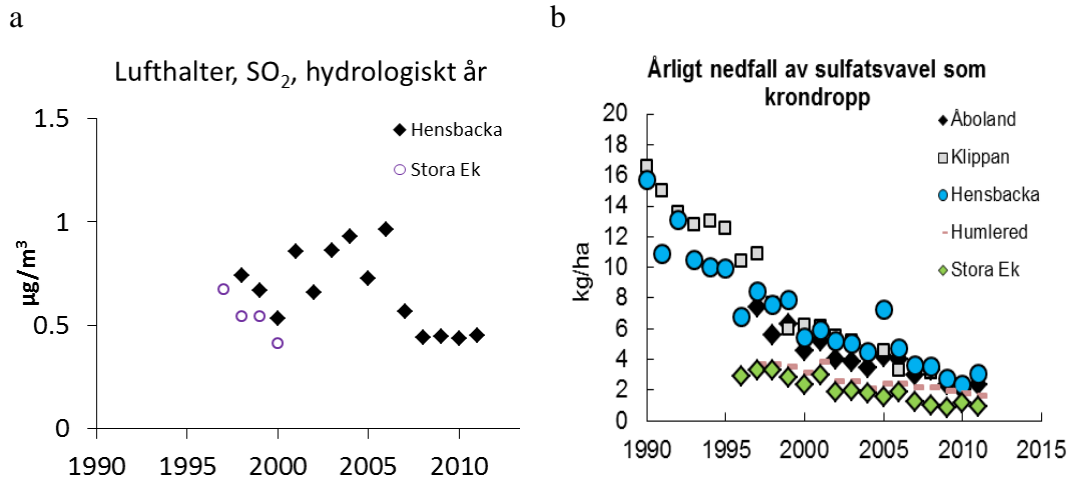 a
Lufthalter, SO2, hydrologiskt år
µg/m³
1.5
1
0.5
0
1990 1995 2000 2005 2010
Hensbacka
Stora Ek
b
Årligt nedfall av sulfatsvavel som
krondropp
kg/ha
20
18
16
14
12
10
8
6
4
2
0
1990 1995 2000 2005 2010 2015
Åboland
Klippan
Hensbacka
Humlered
Stora Ek